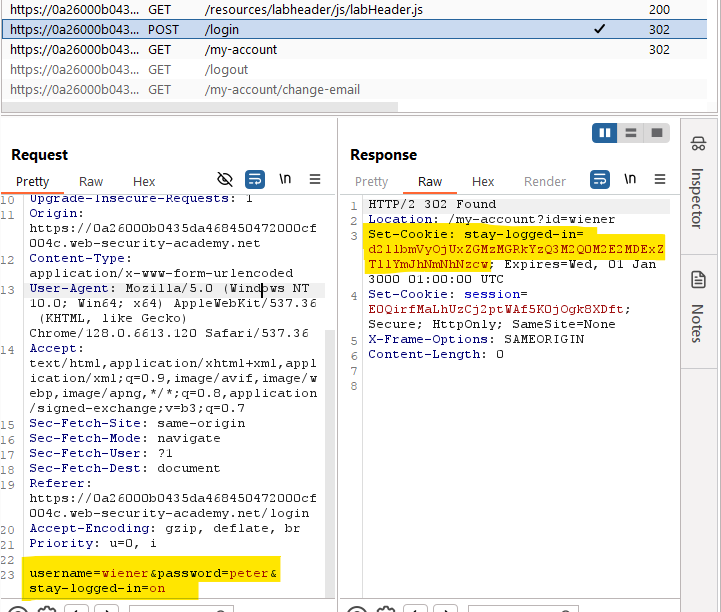 https://0a26000b043... GET /resources/labheader/js/labHeader.js 200
https://0a26000b043... POST /login ✓ 302
https://0a26000b043... GET /my-account 302
https://0a26000b043... GET /logout
https://0a26000b043... GET /my-account/change-email
Request
Pretty Raw Hex \n
10 Upgrade-Insecure-Requests: 1
11 Origin:
https://0a26000b0435da468450472000cf
004c.web-security-academy.net
12 Content-Type:
application/x-www-form-urlencoded
13 User-Agent: Mozilla/5.0 (Windows NT
10.0; Win64; x64) AppleWebKit/537.36
(KHTML, like Gecko)
Chrome/128.0.6613.120 Safari/537.36
14 Accept:
text/html,application/xhtml+xml,appl
ication/xml;q=0.9,image/avif,image/w
ebp,image/apng,*/*;q=0.8,application
/signed-exchange;v=b3;q=0.7
15 Sec-Fetch-Site: same-origin
16 Sec-Fetch-Mode: navigate
17 Sec-Fetch-User: ?1
18 Sec-Fetch-Dest: document
19 Referer:
https://0a26000b0435da468450472000cf
004c.web-security-academy.net/login
20 Accept-Encoding: gzip, deflate, br
21 Priority: u=0, i
22
23 username=wiener&password=peter&
stay-logged-in=on
Response
Pretty Raw Hex Render \n
1 HTTP/2 302 Found
2 Location: /my-account?id=wiener
3 Set-Cookie: stay-logged-in=
d2llbmVyOjUxZGMzMGRkYzQ3M2Q0M2E2MDExZ
TllYmJhNmNhNzcw; Expires=Wed, 01 Jan
3000 01:00:00 UTC
4 Set-Cookie: session=
E0QirfMaLhUzCj2ptWAf5K0jOgk8XDft;
Secure; HttpOnly; SameSite=None
5 X-Frame-Options: SAMEORIGIN
6 Content-Length: 0
7
8
Inspector
Notes